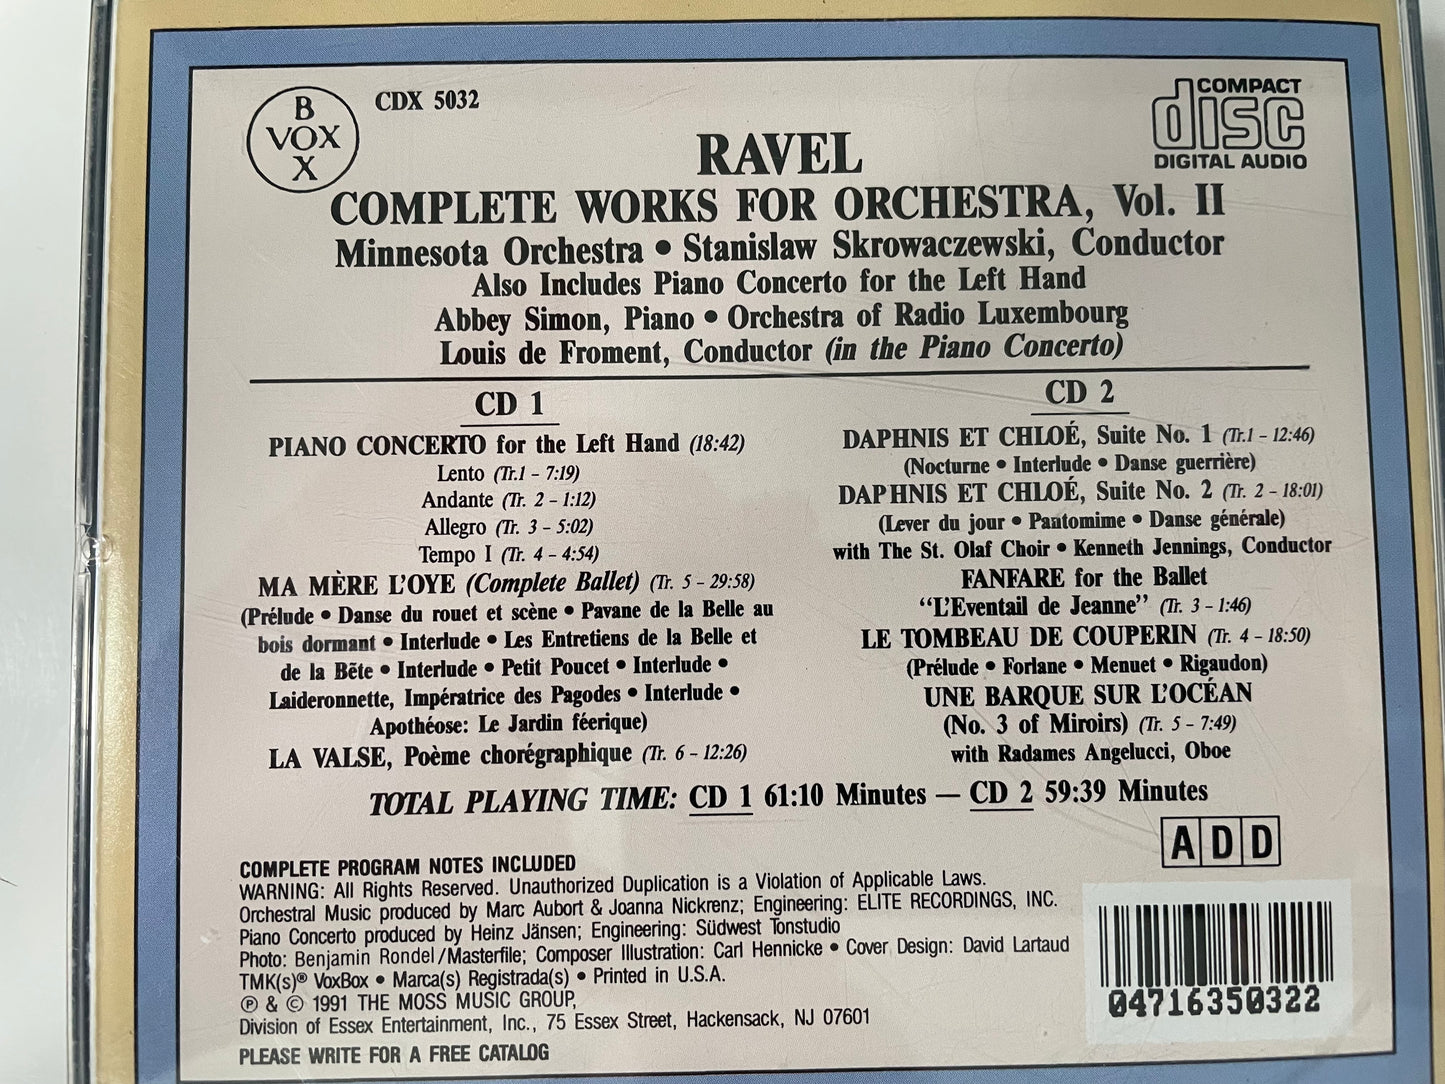 B
VOX
X
CDX 5032
COMPACT
disc
DIGITAL AUDIO
RAVEL
COMPLETE WORKS FOR ORCHESTRA, Vol. II
Minnesota Orchestra • Stanislaw Skrowaczewski, Conductor
Also Includes Piano Concerto for the Left Hand
Abbey Simon, Piano • Orchestra of Radio Luxembourg
Louis de Froment, Conductor (in the Piano Concerto)
CD 1
PIANO CONCERTO for the Left Hand (18:42)
Lento (Tr.1 – 7:19)
Andante (Tr. 2 – 1:12)
Allegro (Tr. 3 – 5:02)
Tempo I (Tr. 4 – 4:54)
MA MÈRE L'OYE (Complete Ballet) (Tr. 5 – 29:58)
(Prélude • Danse du rouet et scène • Pavane de la Belle au
bois dormant • Interlude • Les Entretiens de la Belle et
de la Bête • Interlude • Petit Poucet • Interlude •
Laideronnette, Impératrice des Pagodes • Interlude •
Apothéose: Le Jardin féerique)
LA VALSE, Poème chorégraphique (Tr. 6 – 12:26)
CD 2
DAPHNIS ET CHLOÉ, Suite No. 1 (Tr.1 – 12:46)
(Nocturne • Interlude • Danse guerrière)
DAPHNIS ET CHLOÉ, Suite No. 2 (Tr. 2 – 18:01)
(Lever du jour • Pantomime • Danse générale)
with The St. Olaf Choir • Kenneth Jennings, Conductor
FANFARE for the Ballet
"L'Eventail de Jeanne" (Tr. 3 – 1:46)
LE TOMBEAU DE COUPERIN (Tr. 4 – 18:50)
(Prélude • Forlane • Menuet • Rigaudon)
UNE BARQUE SUR L'OCÉAN
(No. 3 of Miroirs) (Tr. 5 – 7:49)
with Radames Angelucci, Oboe
TOTAL PLAYING TIME: CD 1 61:10 Minutes — CD 2 59:39 Minutes
ADD
COMPLETE PROGRAM NOTES INCLUDED
WARNING: All Rights Reserved. Unauthorized Duplication is a Violation of Applicable Laws.
Orchestral Music produced by Marc Aubort & Joanna Nickrenz; Engineering: ELITE RECORDINGS, INC.
Piano Concerto produced by Heinz Jänsen; Engineering: Südwest Tonstudio
Photo: Benjamin Rondel/Masterfile; Composer Illustration: Carl Hennicke • Cover Design: David Lartaud
TMK(s)® VoxBox • Marca(s) Registrada(s) • Printed in U.S.A.
℗ & © 1991 THE MOSS MUSIC GROUP,
Division of Essex Entertainment, Inc., 75 Essex Street, Hackensack, NJ 07601
PLEASE WRITE FOR A FREE CATALOG
04716350322